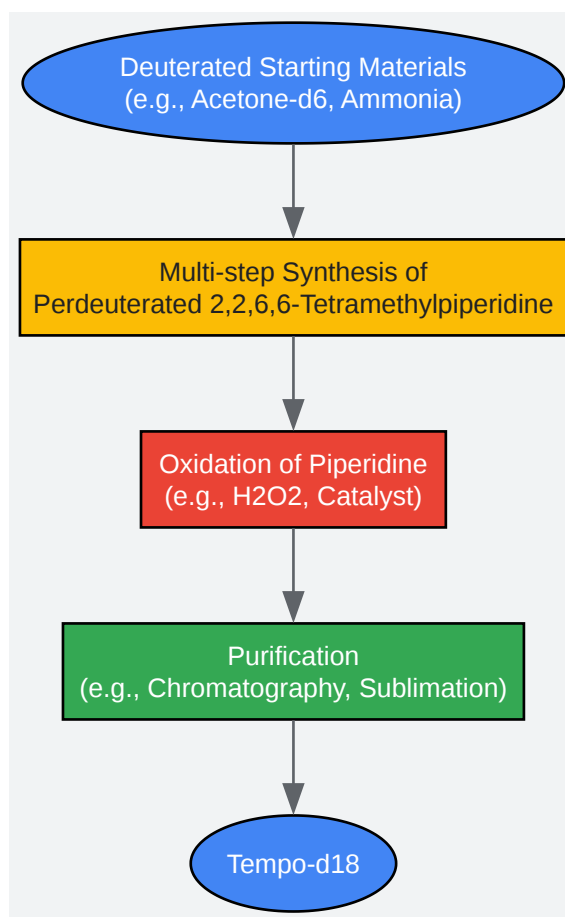 Deuterated Starting Materials
(e.g., Acetone-d6, Ammonia)
Multi-step Synthesis of
Perdeuterated 2,2,6,6-Tetramethylpiperidine
Oxidation of Piperidine
(e.g., H2O2, Catalyst)
Purification
(e.g., Chromatography, Sublimation)
Tempo-d18